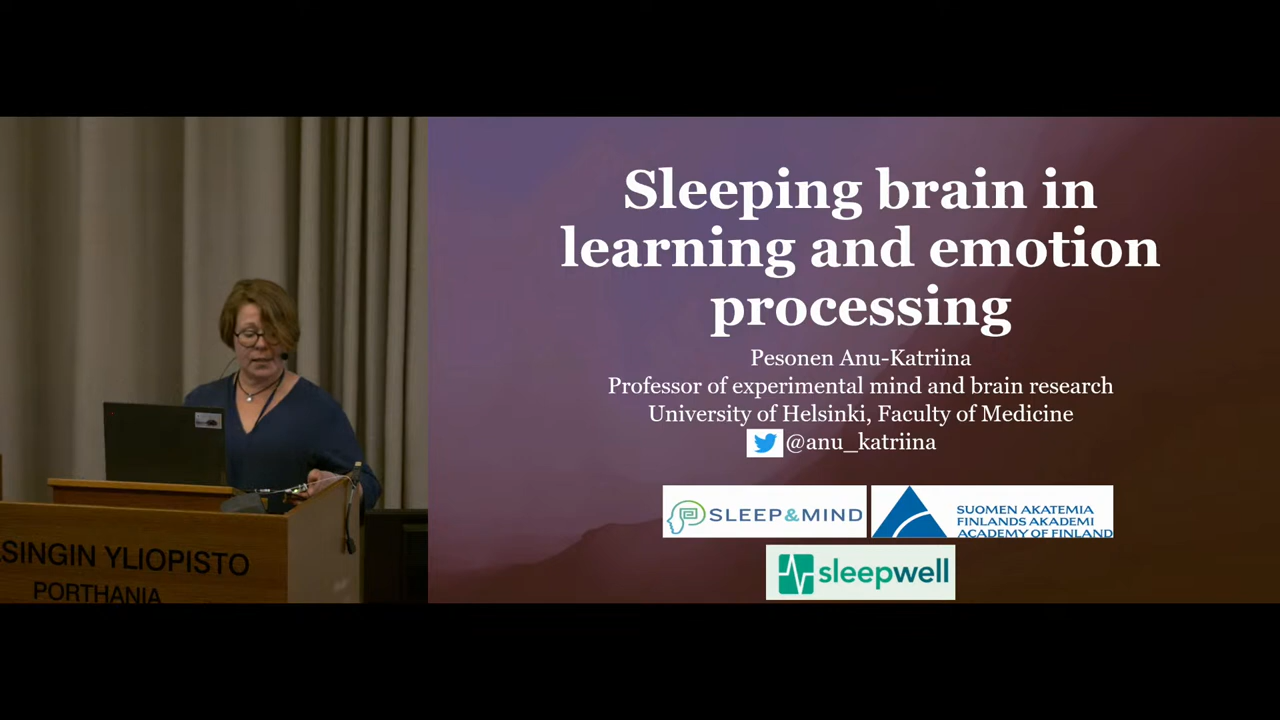 Sleeping brain in
learning and emotion
processing
Pesonen Anu-Katriina
Professor of experimental mind and brain research
University of Helsinki, Faculty of Medicine
@anu_katriina
SLEEP&MIND
SUOMEN AKATEMIA
FINLANDS AKADEMI
ACADEMY OF FINLAND
sleepwell
SINGIN YLIOPISTO
PORTHANIA